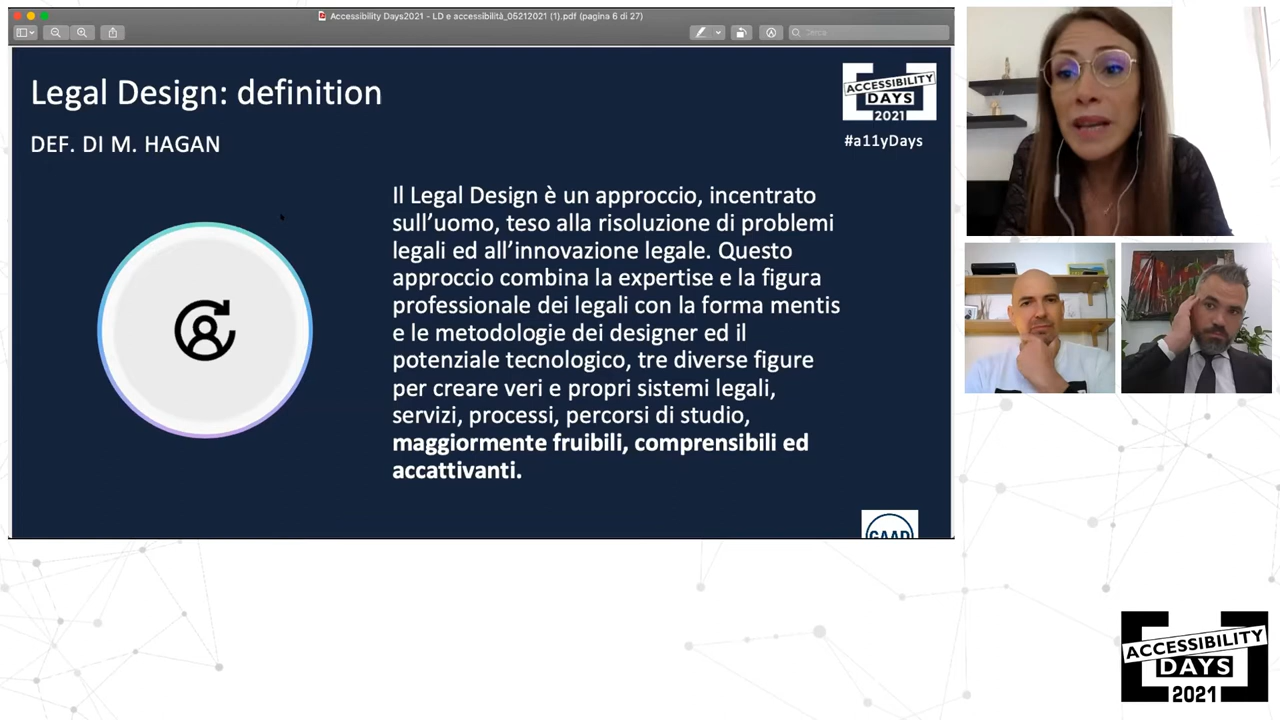 Accessibility Days2021 - LD e accessibilità_05212021 (1).pdf (pagina 6 di 27)
Cerca
Legal Design: definition
DEF. DI M. HAGAN
ACCESSIBILITY
DAYS
2021
#a11yDays
Il Legal Design è un approccio, incentrato
sull’uomo, teso alla risoluzione di problemi
legali ed all’innovazione legale. Questo
approccio combina la expertise e la figura
professionale dei legali con la forma mentis
e le metodologie dei designer ed il
potenziale tecnologico, tre diverse figure
per creare veri e propri sistemi legali,
servizi, processi, percorsi di studio,
maggiormente fruibili, comprensibili ed
accattivanti.
GAAD
ACCESSIBILITY
DAYS
2021